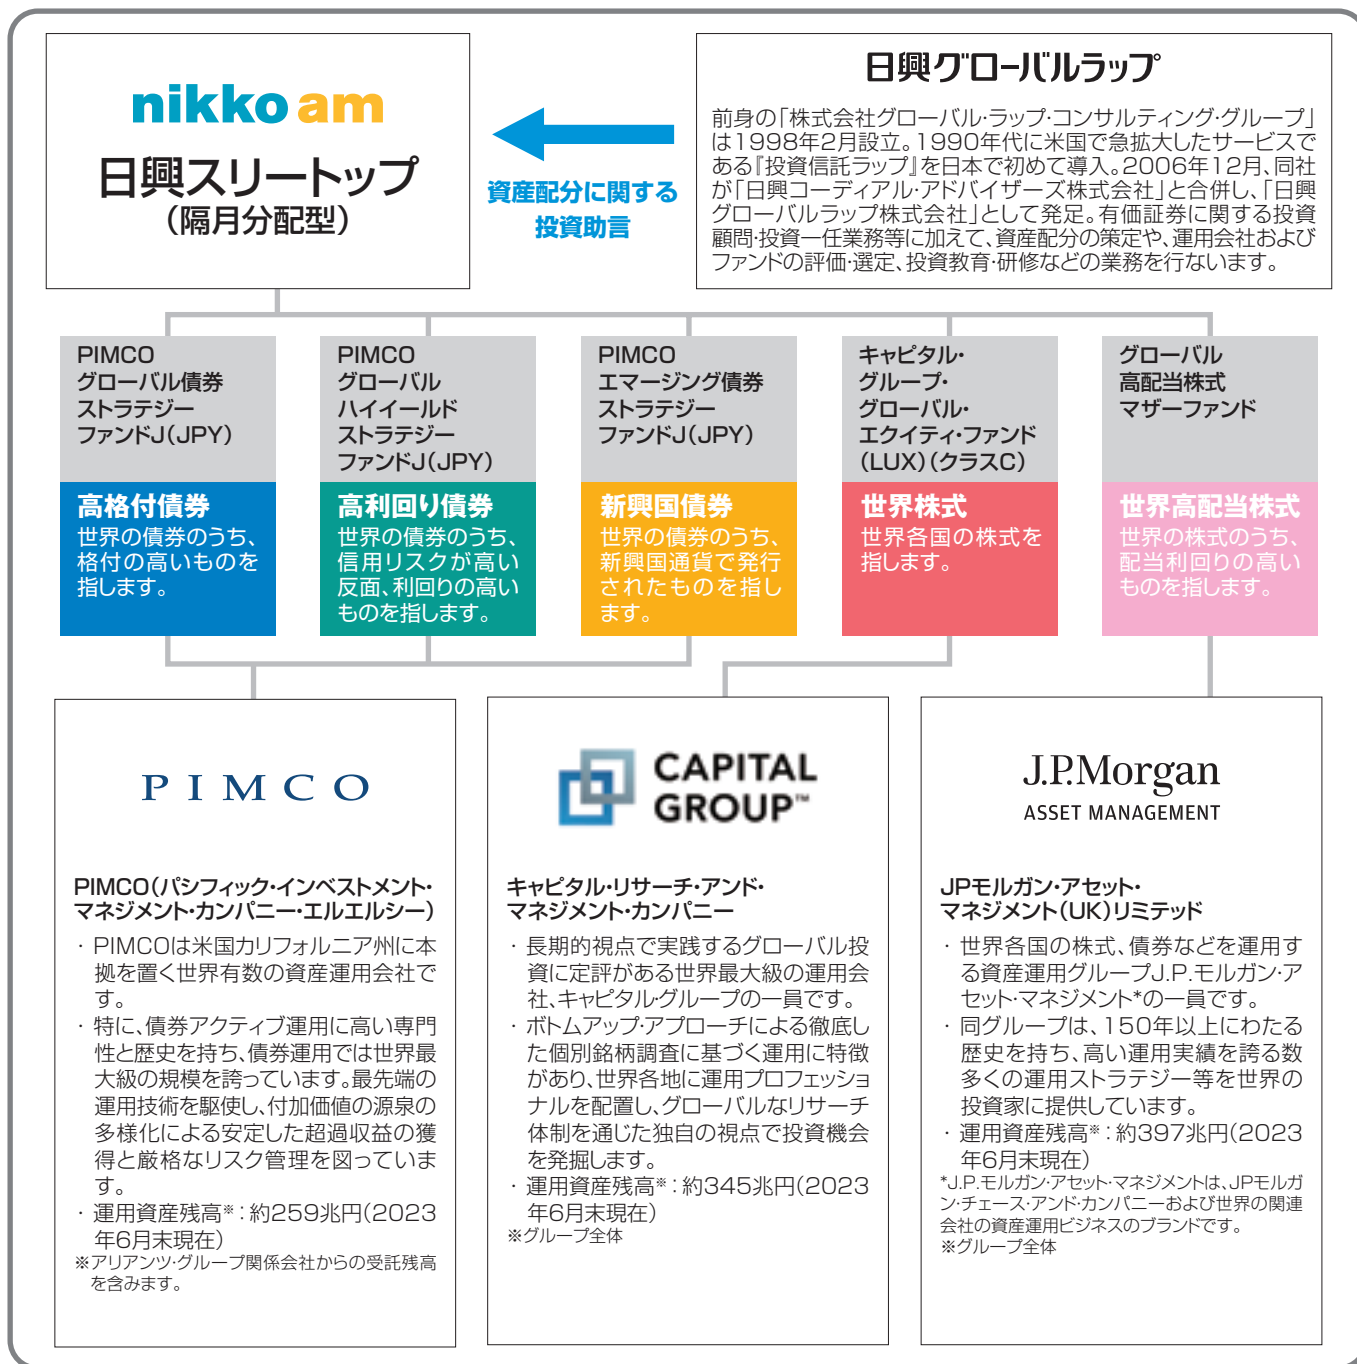 nikko am
日興スリートップ
（隔月分配型）
資産配分に関する
投資助言
日興グローバルラップ
前身の「株式会社グローバル・ラップ・コンサルティング・グループ」
は1998年2月設立。1990年代に米国で急拡大したサービスで
ある『投資信託ラップ』を日本で初めて導入。2006年12月、同社
が「日興コーディアル・アドバイザーズ株式会社」と合併し、「日興
グローバルラップ株式会社」として発足。有価証券に関する投資
顧問・投資一任業務等に加えて、資産配分の策定や、運用会社および
ファンドの評価・選定、投資教育・研修などの業務を行ないます。
PIMCO
グローバル債券
ストラテジー
ファンドJ（JPY）
高格付債券
世界の債券のうち、
格付の高いものを
指します。
PIMCO
グローバル
ハイイールド
ストラテジー
ファンドJ（JPY）
高利回り債券
世界の債券のうち、
信用リスクが高い
反面、利回りの高い
ものを指します。
PIMCO
エマージング債券
ストラテジー
ファンドJ（JPY）
新興国債券
世界の債券のうち、
新興国通貨で発行
されたものを指し
ます。
キャピタル・
グループ・
グローバル・
エクイティ・ファンド
（LUX）（クラスC）
世界株式
世界各国の株式を
指します。
グローバル
高配当株式
マザーファンド
世界高配当株式
世界の株式のうち、
配当利回りの高い
ものを指します。
PIMCO
PIMCO（パシフィック・インベストメント・
マネジメント・カンパニー・エルエルシー）
・PIMCOは米国カリフォルニア州に本
拠を置く世界有数の資産運用会社で
す。
・特に、債券アクティブ運用に高い専門
性と歴史を持ち、債券運用では世界最
大級の規模を誇っています。最先端の
運用技術を駆使し、付加価値の源泉の
多様化による安定した超過収益の獲
得と厳格なリスク管理を図っていま
す。
・運用資産残高※：約259兆円（2023
年6月末現在）
※アリアンツ・グループ関係会社からの受託残高
を含みます。
CAPITAL
GROUP™
キャピタル・リサーチ・アンド・
マネジメント・カンパニー
・長期的視点で実践するグローバル投
資に定評がある世界最大級の運用会
社、キャピタル・グループの一員です。
・ボトムアップ・アプローチによる徹底し
た個別銘柄調査に基づく運用に特徴
があり、世界各地に運用プロフェッショ
ナルを配置し、グローバルなリサーチ
体制を通じた独自の視点で投資機会
を発掘します。
・運用資産残高※：約345兆円（2023
年6月末現在）
※グループ全体
J.P.Morgan
ASSET MANAGEMENT
JPモルガン・アセット・
マネジメント（UK）リミテッド
・世界各国の株式、債券などを運用す
る資産運用グループJ.P.モルガン・ア
セット・マネジメント*の一員です。
・同グループは、150年以上にわたる
歴史を持ち、高い運用実績を誇る数
多くの運用ストラテジー等を世界の
投資家に提供しています。
・運用資産残高※：約397兆円（2023
年6月末現在）
*J.P.モルガン・アセット・マネジメントは、JPモルガ
ン・チェース・アンド・カンパニーおよび世界の関連
会社の資産運用ビジネスのブランドです。
※グループ全体